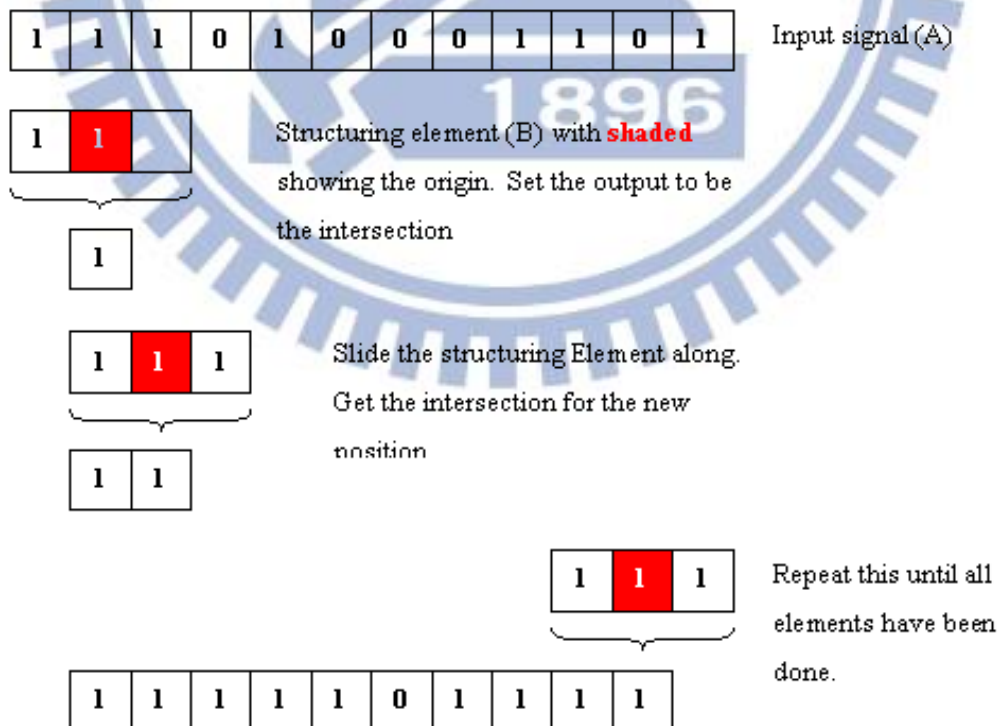 1 1 1 0 1 0 0 0 1 1 0 1 Input signal (A)
1896
1 1
Structuring element (B) with shaded
showing the origin. Set the output to be
the intersection
1
1 1 1
Slide the structuring Element along.
Get the intersection for the new
position
1 1
1 1 1
Repeat this until all
elements have been
done.
1 1 1 1 1 0 1 1 1 1